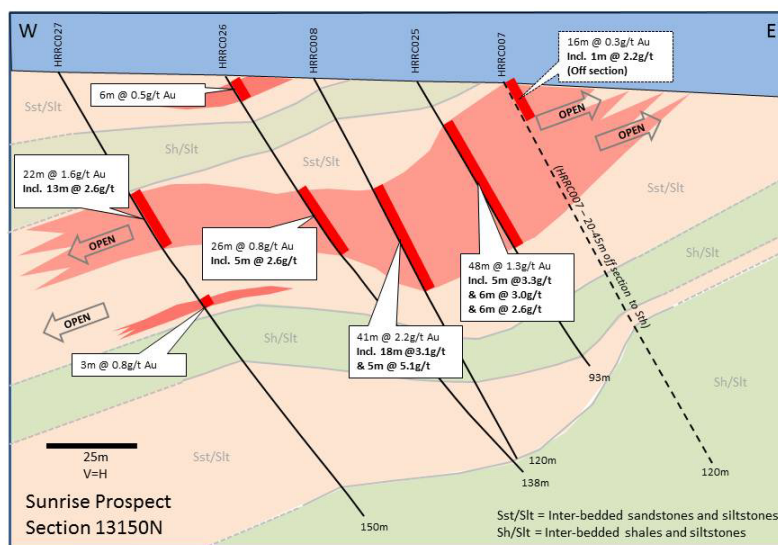 W
E
HRRC027
HRRC026
HRRC008
HRRC025
HRRC007
16m @ 0.3g/t Au
Incl. 1m @ 2.2g/t
(Off section)
6m @ 0.5g/t Au
Sst/Slt
Sh/Slt
Sst/Slt
OPEN
OPEN
Sst/Slt
22m @ 1.6g/t Au
Incl. 13m @ 2.6g/t
OPEN
26m @ 0.8g/t Au
Incl. 5m @ 2.6g/t
48m @ 1.3g/t Au
Incl. 5m @3.3g/t
& 6m @ 3.0g/t
& 6m @ 2.6g/t
(HRRC007 – 20-45m off section to Sth)
OPEN
3m @ 0.8g/t Au
41m @ 2.2g/t Au
Incl. 18m @3.1g/t
& 5m @ 5.1g/t
Sh/Slt
Sh/Slt
93m
Sst/Slt
120m
138m
120m
150m
25m
V=H
Sunrise Prospect
Section 13150N
Sst/Slt = Inter-bedded sandstones and siltstones
Sh/Slt = Inter-bedded shales and siltstones